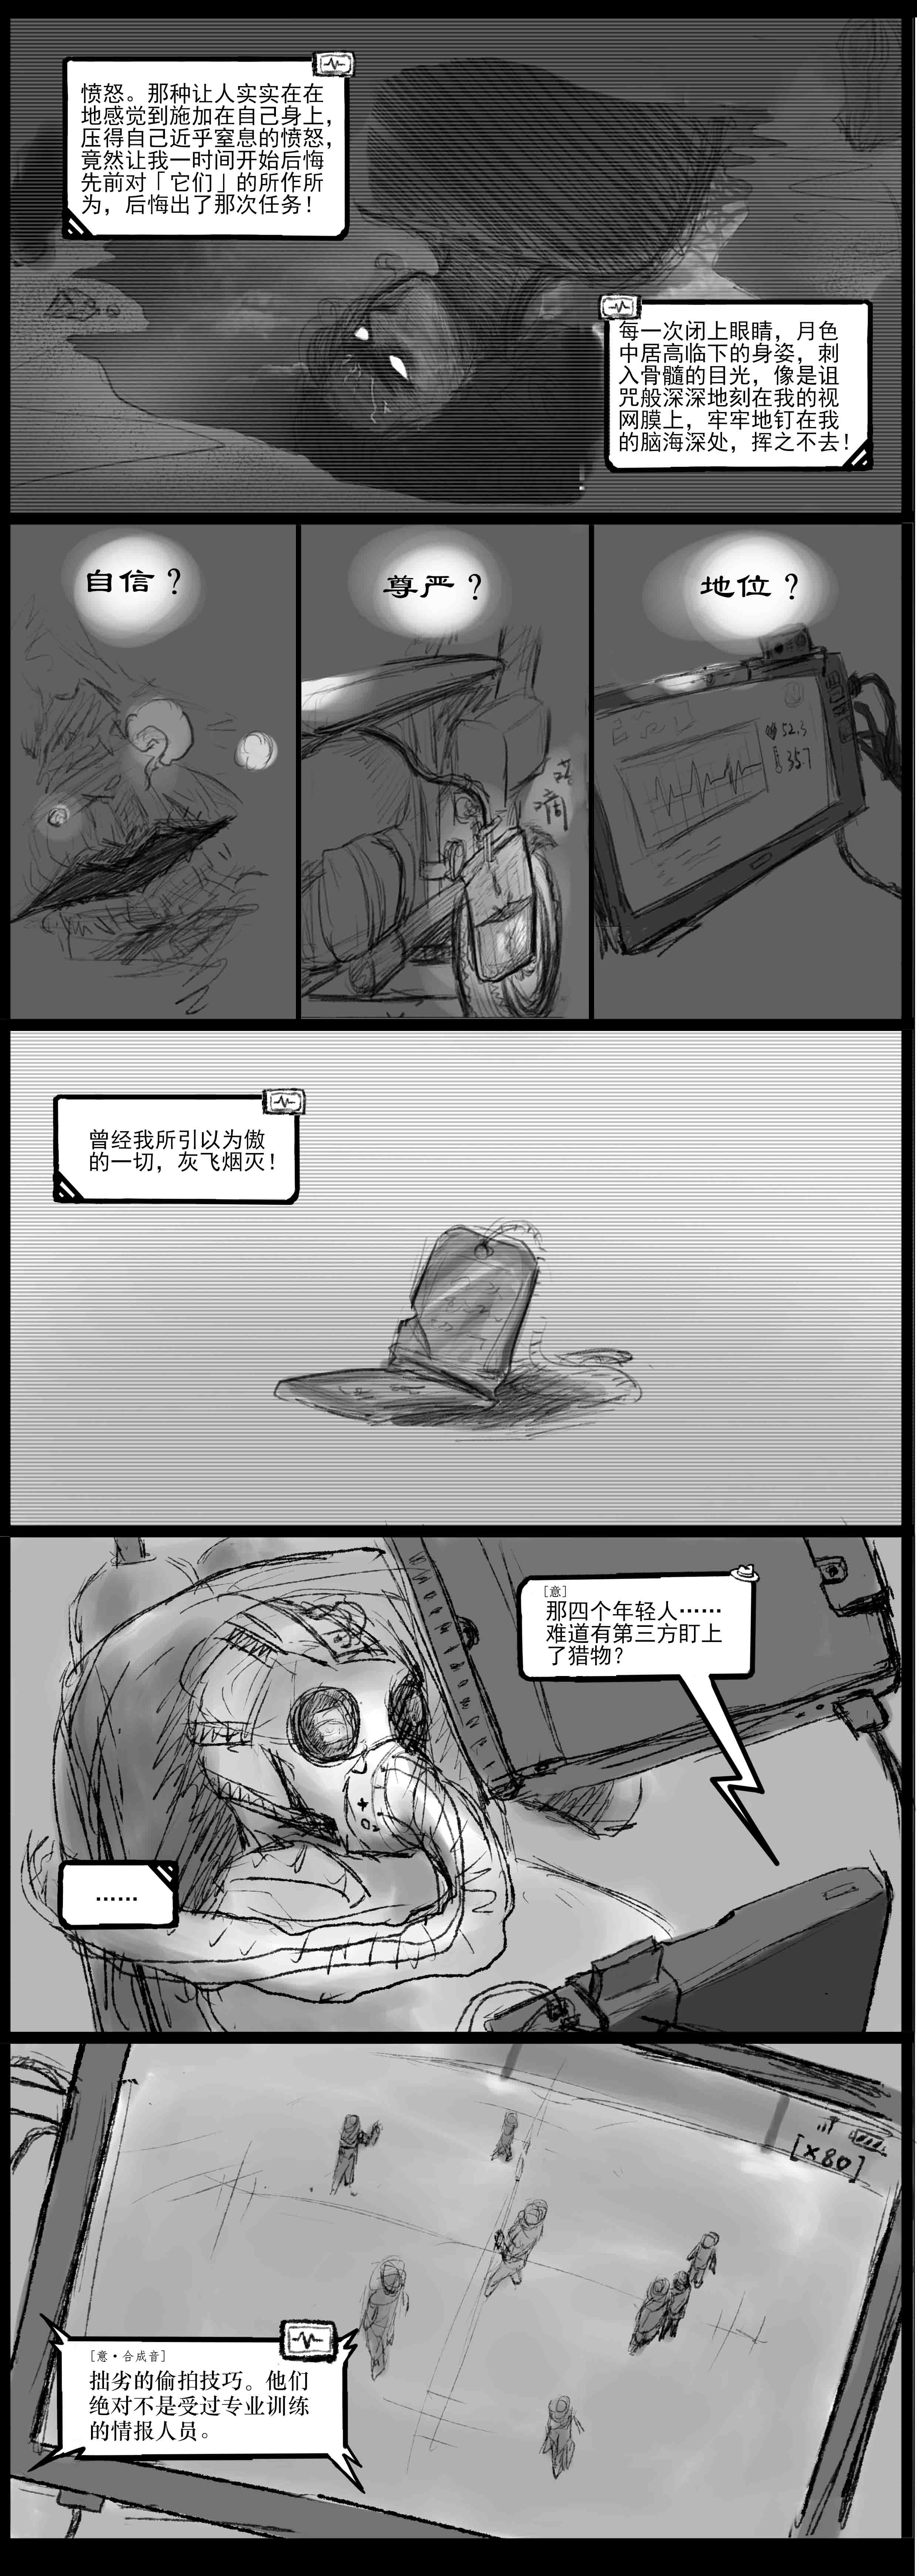 愤怒。那种让人实实在在
地感觉到施加在自己身上，
压得自己近乎窒息的愤怒，
竟然让我一时间开始后悔
先前对「它们」的所作所
为，后悔出了那次任务！
每一次闭上眼睛，月色
中居高临下的身姿，刺
入骨髓的目光，像是诅
咒般深深地刻在我的视
网膜上，牢牢地钉在我
的脑海深处，挥之不去！
自信？
尊严？
地位？
嗒
滴
52.3
35.7
曾经我所引以为傲
的一切，灰飞烟灭！
[意]
那四个年轻人……
难道有第三方盯上
了猎物？
……
[×80]
[意·合成音]
拙劣的偷拍技巧。他们
绝对不是受过专业训练
的情报人员。